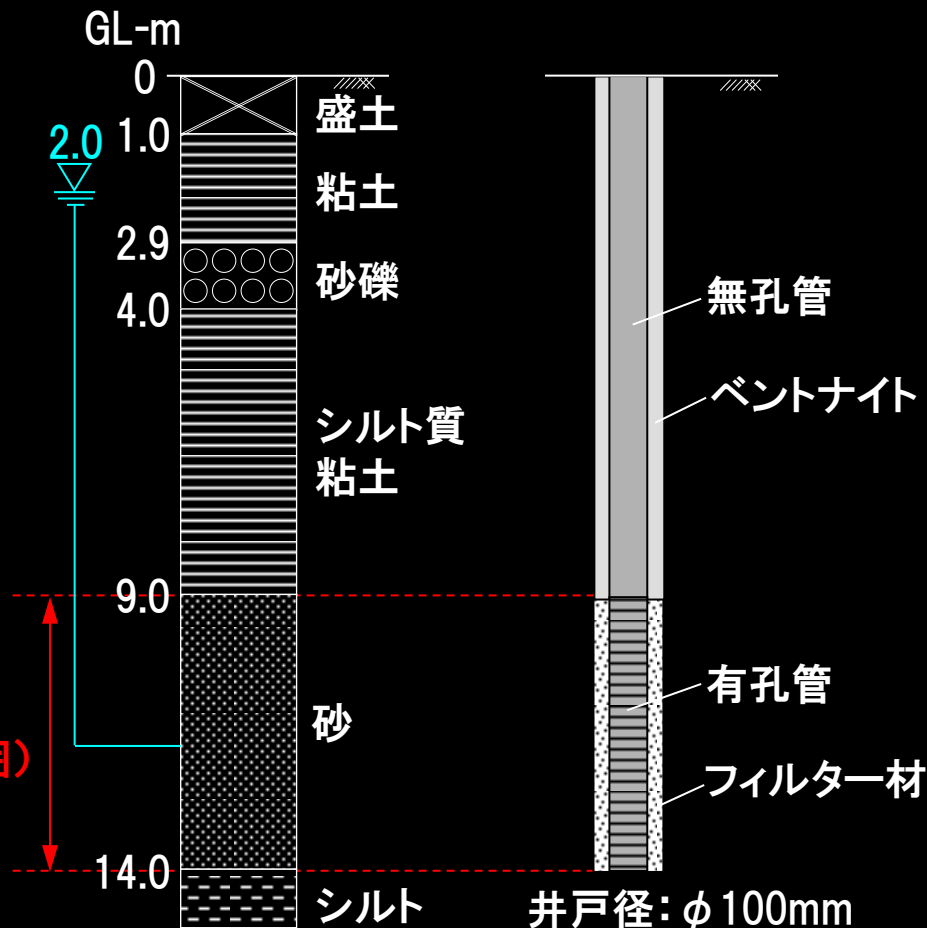 GL-m
0
盛土
1.0
2.0
粘土
2.9
砂礫
4.0
無孔管
ベントナイト
シルト質
粘土
9.0
有孔管
砂
フィルター材
14.0
シルト
井戸径：φ100mm